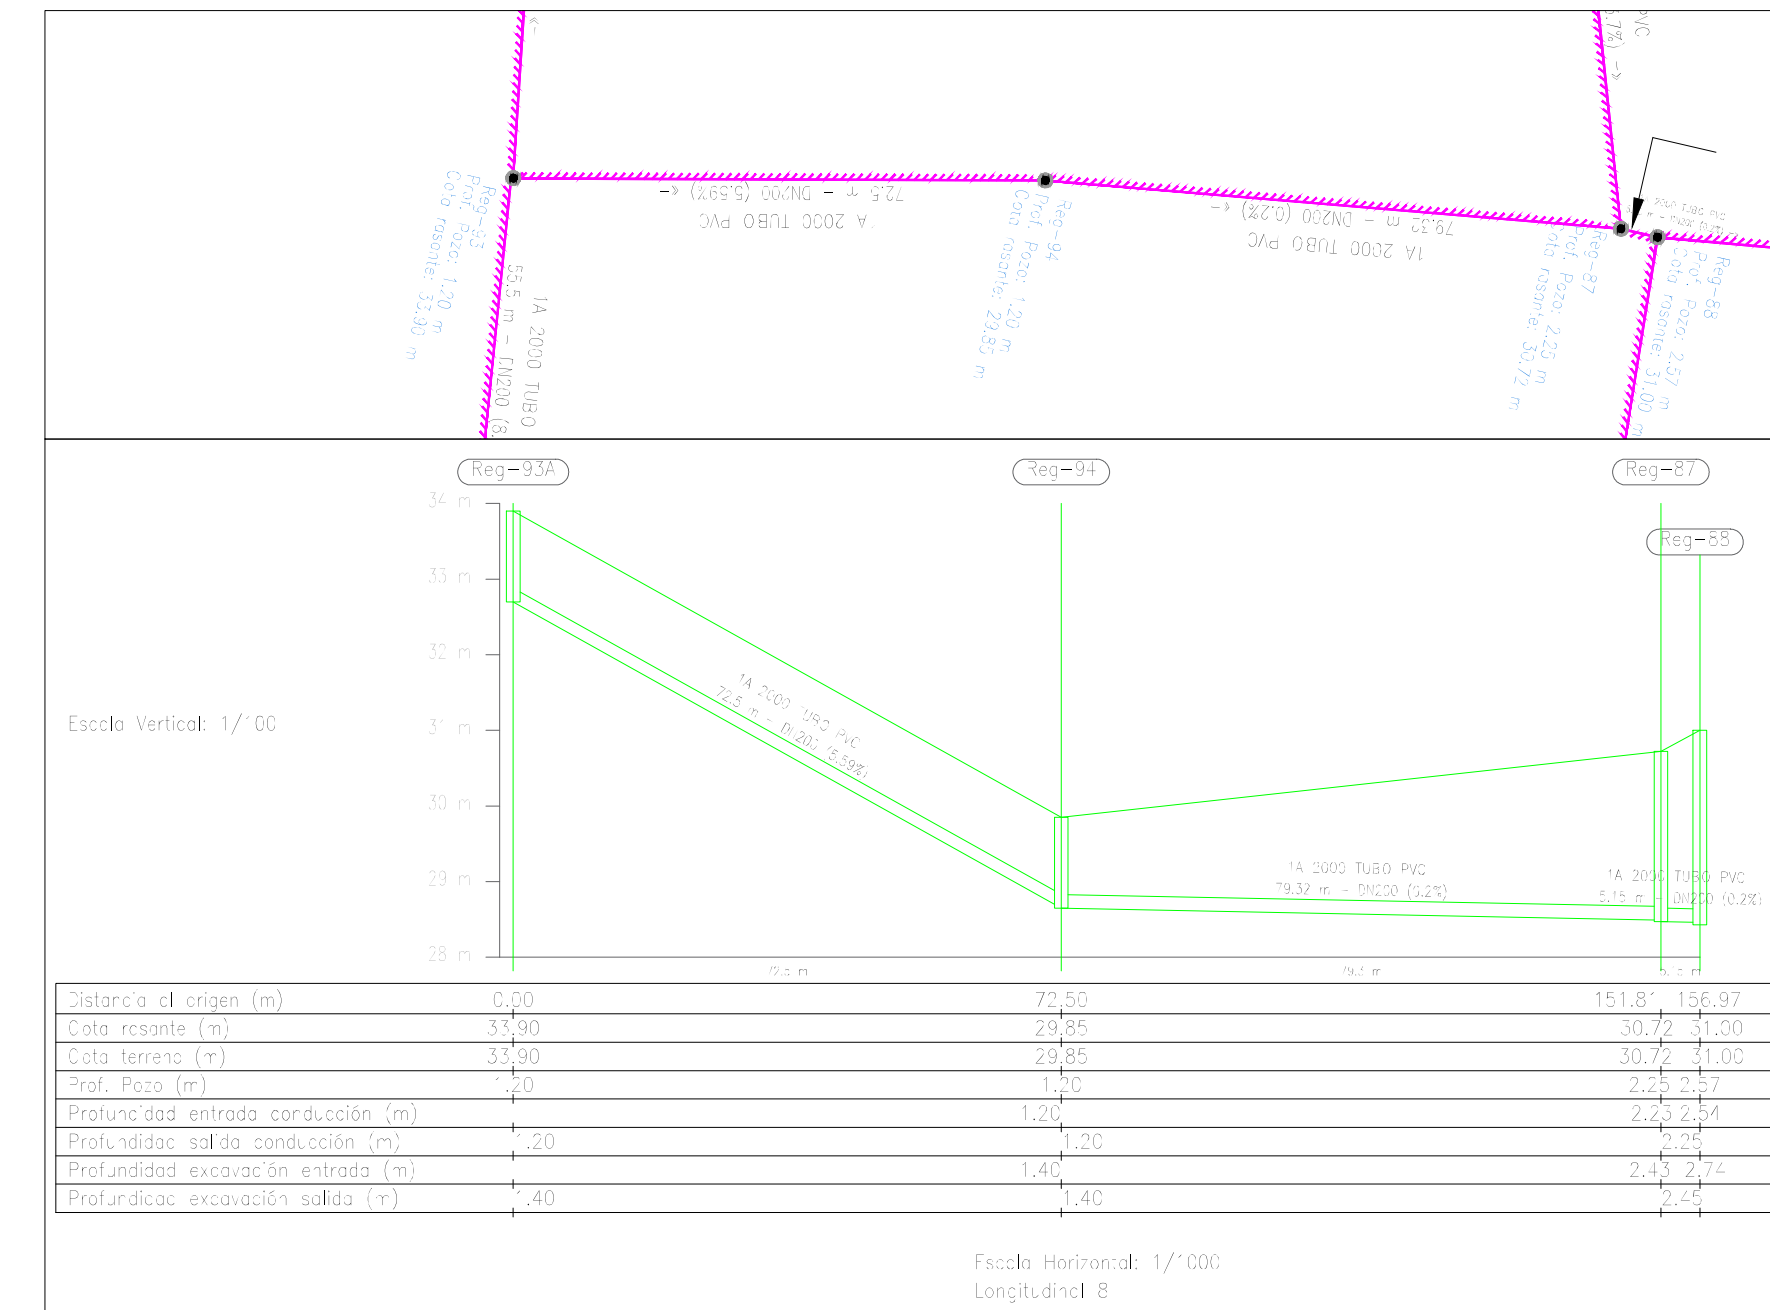 PVC
Reg-93
Prof. Pozo: 1.20 m
Cota rasante: 33.90 m
1A 2000 TUBO
55.5 m - DN200 (8.
72.5 m - DN200 (5.59%) <-
1A 2000 TUBO PVC
Reg-94
Prof. Pozo: 1.20 m
Cota rasante: 29.85 m
79.32 m - DN200 (0.2%) <-
1A 2000 TUBO PVC
Reg-87
Prof. Pozo: 2.25 m
Cota rasante: 30.72 m
Reg-88
Prof. Pozo: 2.57 m
Cota rasante: 31.00 m
Reg-93A
Reg-94
Reg-87
Reg-88
34 m
33 m
32 m
31 m
30 m
29 m
28 m
Escala Vertical: 1/100
1A 2000 TUBO PVC
72.5 m - DN200 (5.59%)
1A 2000 TUBO PVC
79.32 m - DN200 (0.2%)
1A 2000 TUBO PVC
5.15 m - DN200 (0.2%)
72.5 m 79.3 m 5.15 m
Distancia al origen (m) 0.00 72.50 151.81 156.97
Cota rasante (m) 33.90 29.85 30.72 31.00
Cota terreno (m) 33.90 29.85 30.72 31.00
Prof. Pozo (m) 1.20 1.20 2.25 2.57
Profundidad entrada conducción (m) 1.20 2.23 2.54
Profundidad salida conducción (m) 1.20 1.20 2.25
Profundidad excavación entrada (m) 1.40 2.43 2.74
Profundidad excavación salida (m) 1.40 1.40 2.45
Escala Horizontal: 1/1000
Longitudinal 8